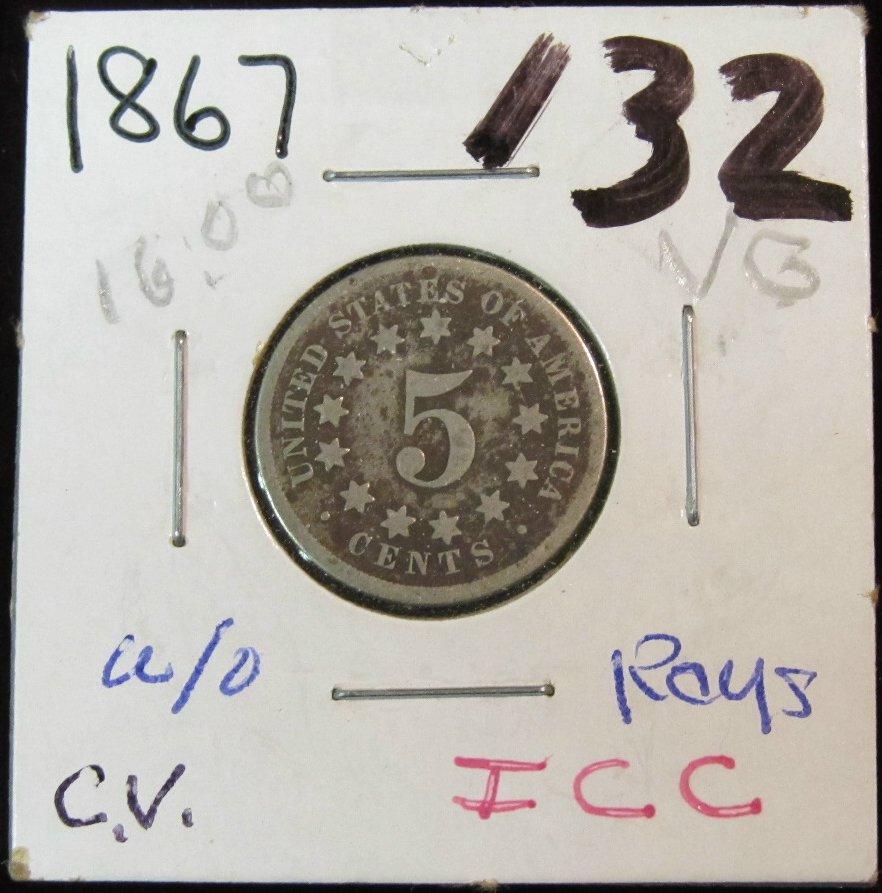 1867
132
16.00
VG
UNITED STATES OF AMERICA
5
CENTS
w/o Rays
C.V. ICC